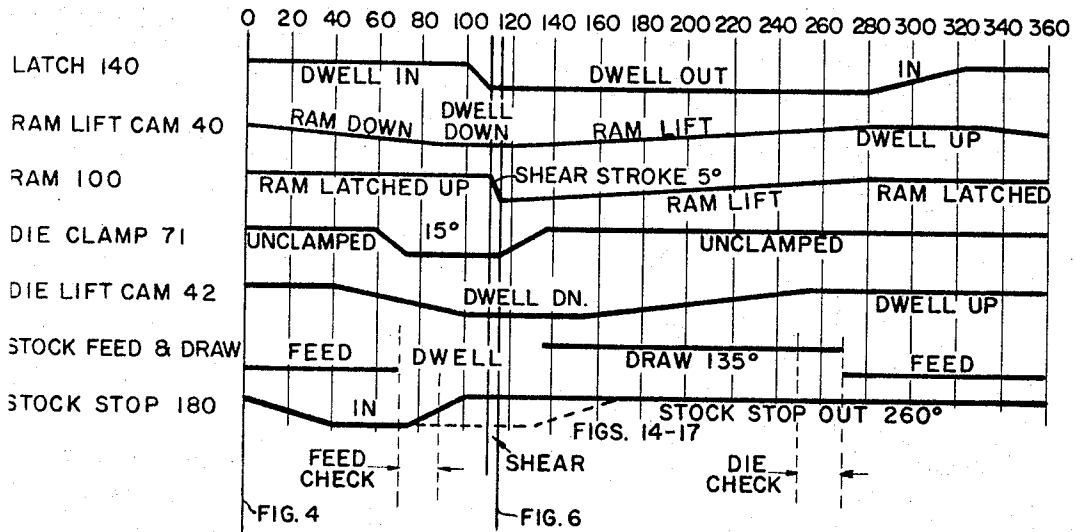 0 20 40 60 80 100 120 140 160 180 200 220 240 260 280 300 320 340 360
LATCH 140
DWELL IN
DWELL OUT
IN
RAM LIFT CAM 40
RAM DOWN
DWELL DOWN
RAM LIFT
DWELL UP
RAM 100
RAM LATCHED UP
SHEAR STROKE 5°
RAM LIFT
RAM LATCHED
DIE CLAMP 71
UNCLAMPED
15°
UNCLAMPED
DIE LIFT CAM 42
DWELL DN.
DWELL UP
STOCK FEED & DRAW
FEED
DWELL
DRAW 135°
FEED
STOCK STOP 180
IN
STOCK STOP OUT 260°
FIGS. 14-17
FEED CHECK
SHEAR
DIE CHECK
FIG. 4
FIG. 6